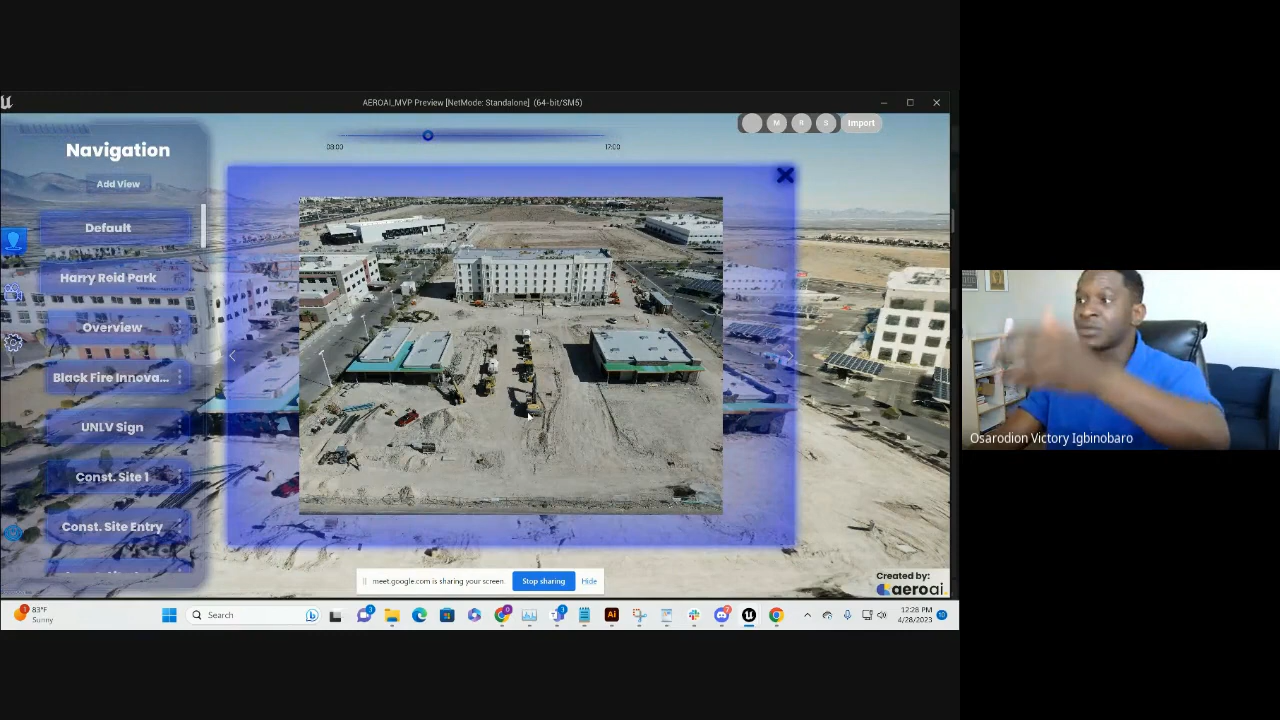 AEROAI_MVP Preview [NetMode: Standalone] (64-bit/SM5)
Navigation
Add View
Default
Harry Reid Park
Overview
Black Fire Innova...
UNLV Sign
Const. Site 1
Const. Site Entry
08:00
17:00
M
R
S
Import
Osarodion Victory Igbinobaro
meet.google.com is sharing your screen.
Stop sharing
Hide
Created by:
aeroai
83°F
Sunny
Search
12:28 PM
4/28/2023